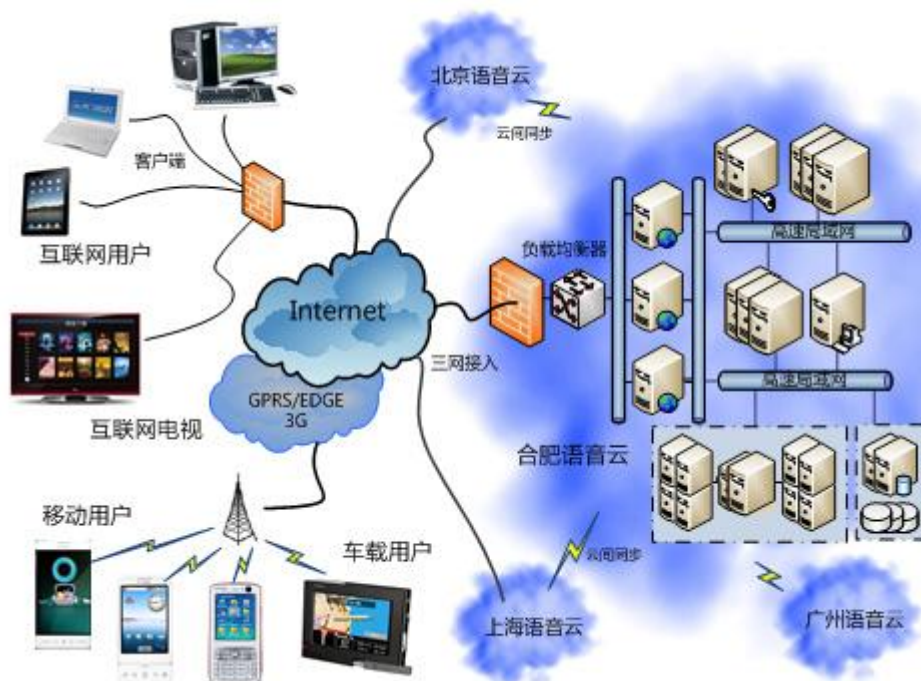 北京语音云
云间同步
客户端
互联网用户
负载均衡器
高速局域网
Internet
三网接入
高速局域网
GPRS/EDGE
3G
互联网电视
合肥语音云
移动用户
车载用户
云间同步
上海语音云
广州语音云